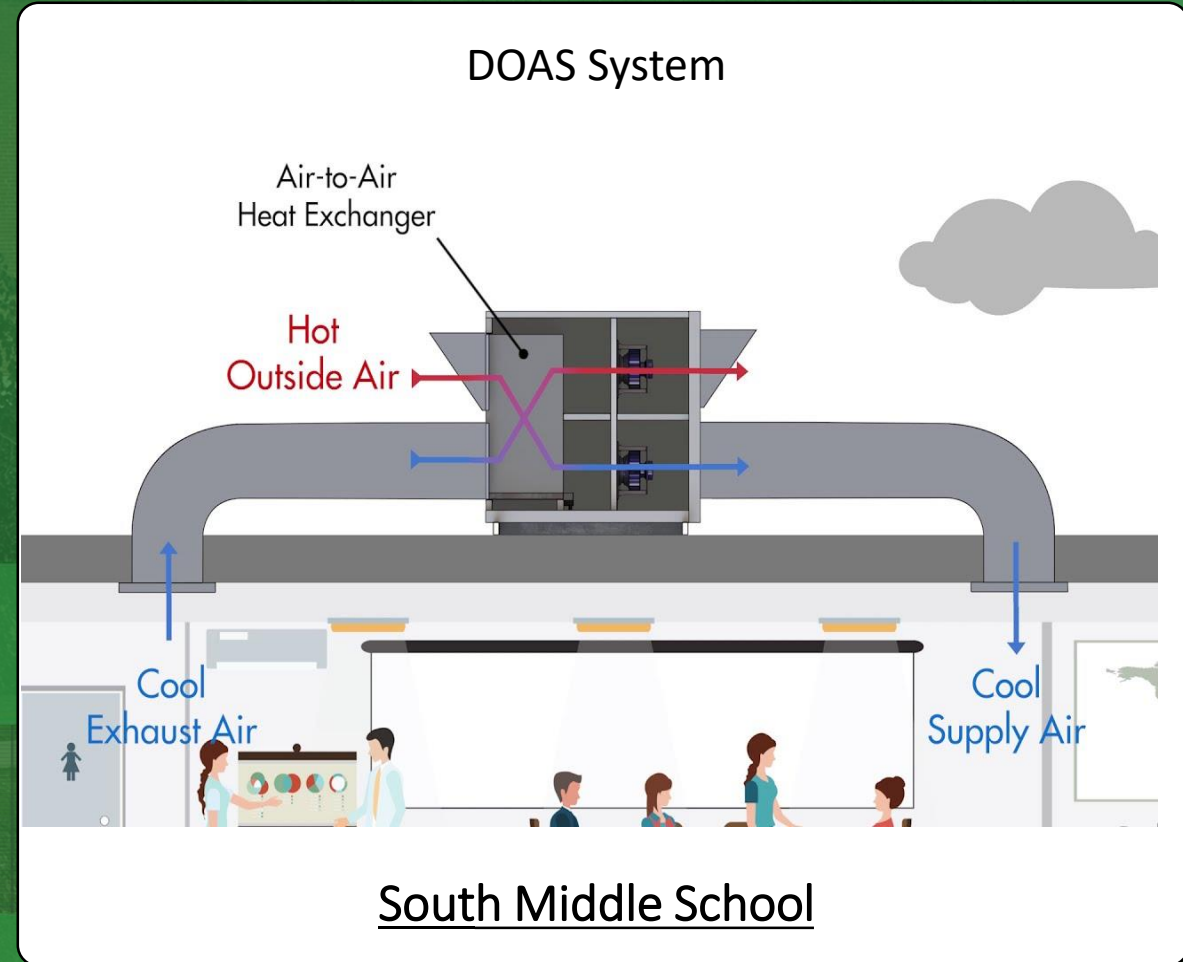 DOAS System
Air-to-Air
Heat Exchanger
Hot
Outside Air
Cool
Exhaust Air
Cool
Supply Air
South Middle School